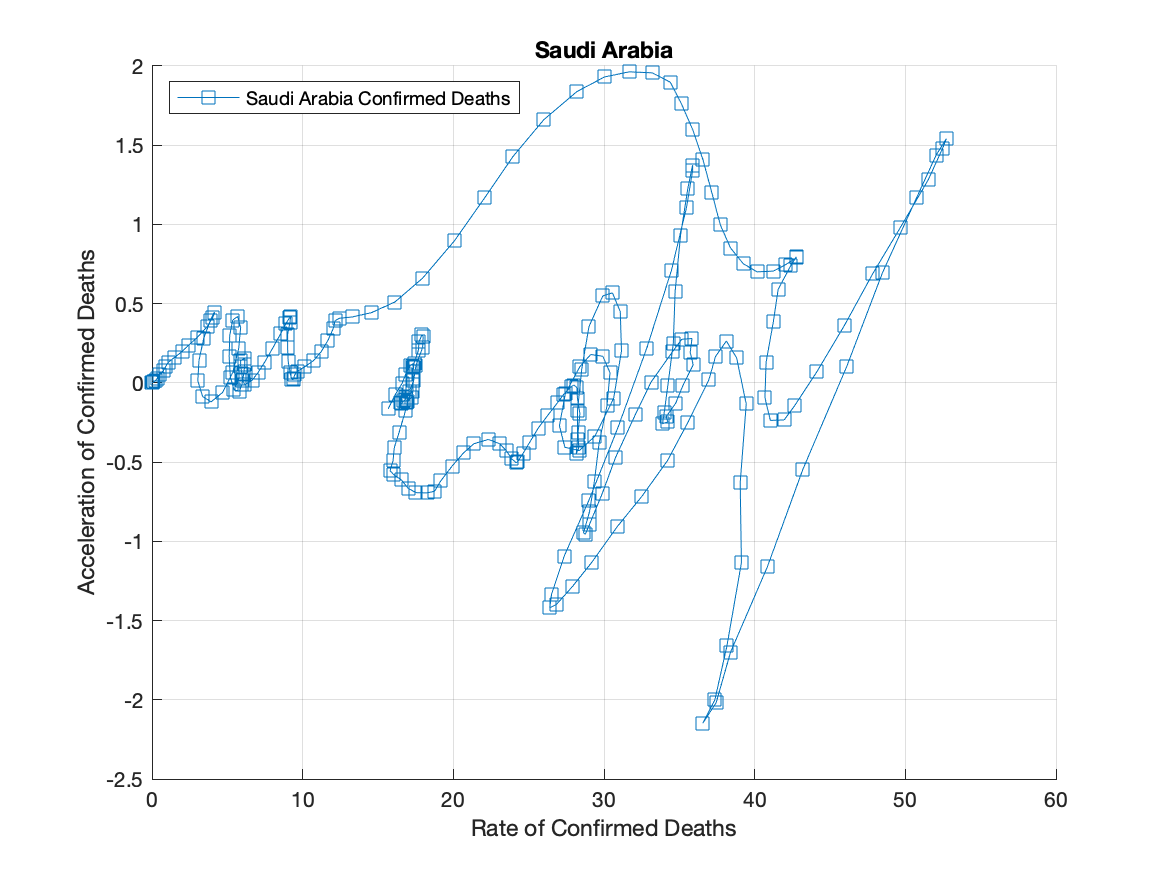 Saudi Arabia
Saudi Arabia Confirmed Deaths
2
1.5
1
0.5
0
-0.5
-1
-1.5
-2
-2.5
Acceleration of Confirmed Deaths
0 10 20 30 40 50 60
Rate of Confirmed Deaths